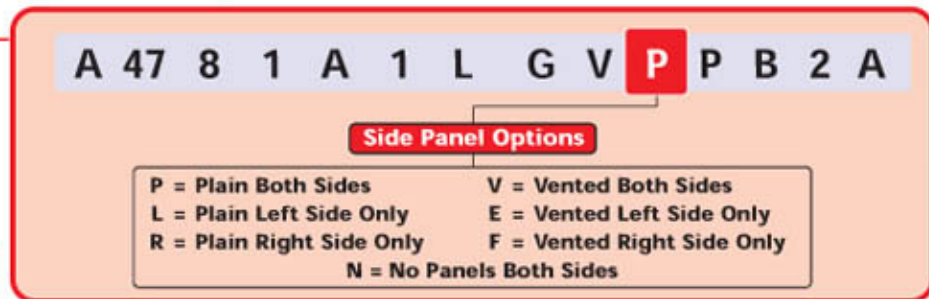 A 47 8 1 A 1 L G V P P B 2 A
Side Panel Options
P = Plain Both Sides V = Vented Both Sides
L = Plain Left Side Only E = Vented Left Side Only
R = Plain Right Side Only F = Vented Right Side Only
N = No Panels Both Sides